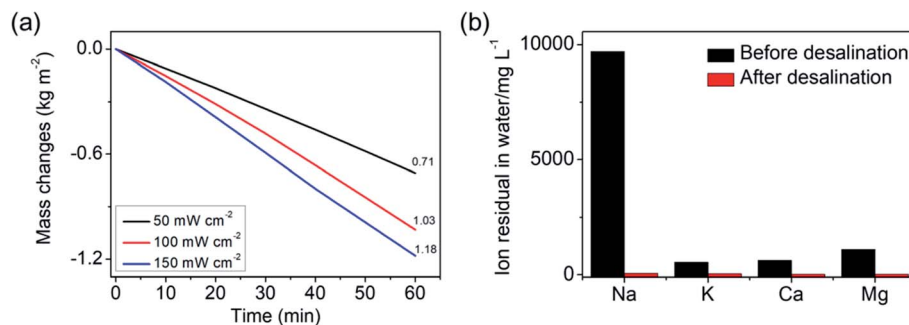 (a)
0.0
-0.6
-1.2
Mass changes (kg m-2)
0.71
1.03
1.18
50 mW cm-2
100 mW cm-2
150 mW cm-2
0 10 20 30 40 50 60
Time (min)
(b)
10000
5000
0
Ion residual in water/mg L-1
Before desalination
After desalination
Na K Ca Mg